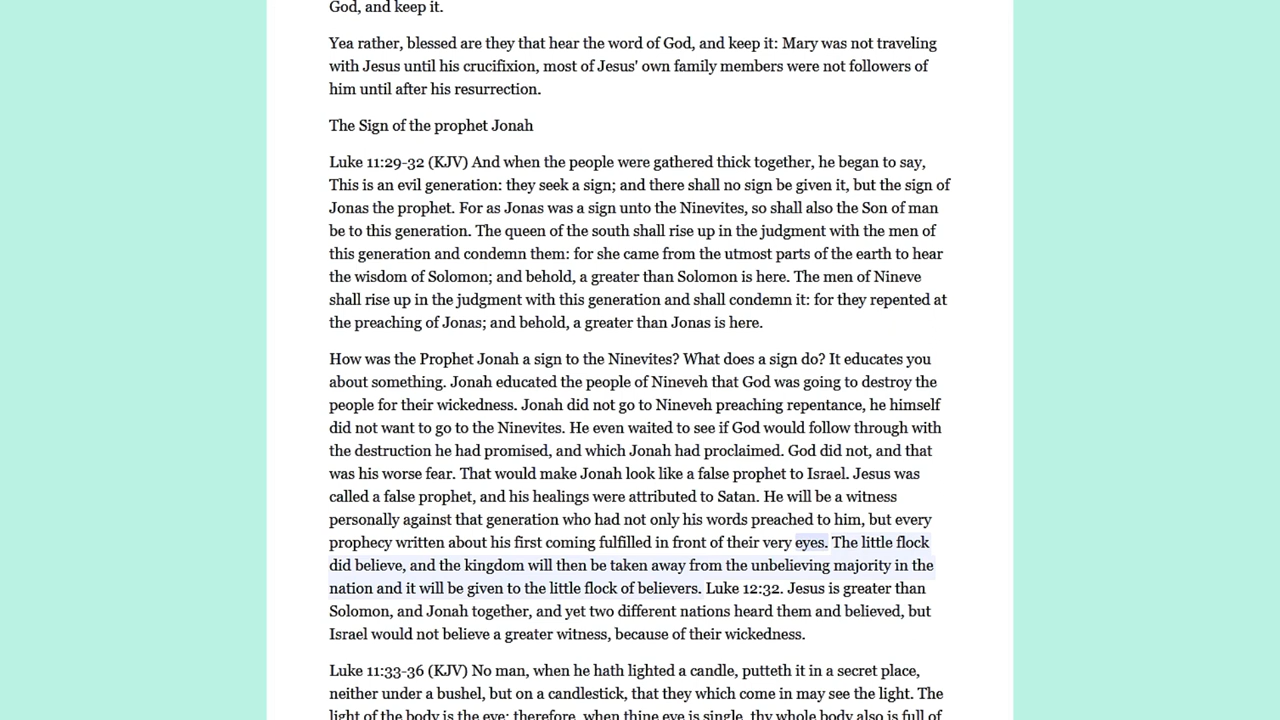 God, and keep it.
Yea rather, blessed are they that hear the word of God, and keep it: Mary was not traveling
with Jesus until his crucifixion, most of Jesus' own family members were not followers of
him until after his resurrection.
The Sign of the prophet Jonah
Luke 11:29-32 (KJV) And when the people were gathered thick together, he began to say,
This is an evil generation: they seek a sign; and there shall no sign be given it, but the sign of
Jonas the prophet. For as Jonas was a sign unto the Ninevites, so shall also the Son of man
be to this generation. The queen of the south shall rise up in the judgment with the men of
this generation and condemn them: for she came from the utmost parts of the earth to hear
the wisdom of Solomon; and behold, a greater than Solomon is here. The men of Nineve
shall rise up in the judgment with this generation and shall condemn it: for they repented at
the preaching of Jonas; and behold, a greater than Jonas is here.
How was the Prophet Jonah a sign to the Ninevites? What does a sign do? It educates you
about something. Jonah educated the people of Nineveh that God was going to destroy the
people for their wickedness. Jonah did not go to Nineveh preaching repentance, he himself
did not want to go to the Ninevites. He even waited to see if God would follow through with
the destruction he had promised, and which Jonah had proclaimed. God did not, and that
was his worse fear. That would make Jonah look like a false prophet to Israel. Jesus was
called a false prophet, and his healings were attributed to Satan. He will be a witness
personally against that generation who had not only his words preached to him, but every
prophecy written about his first coming fulfilled in front of their very eyes. The little flock
did believe, and the kingdom will then be taken away from the unbelieving majority in the
nation and it will be given to the little flock of believers. Luke 12:32. Jesus is greater than
Solomon, and Jonah together, and yet two different nations heard them and believed, but
Israel would not believe a greater witness, because of their wickedness.
Luke 11:33-36 (KJV) No man, when he hath lighted a candle, putteth it in a secret place,
neither under a bushel, but on a candlestick, that they which come in may see the light. The
light of the body is the eye: therefore, when thine eye is single, thy whole body also is full of